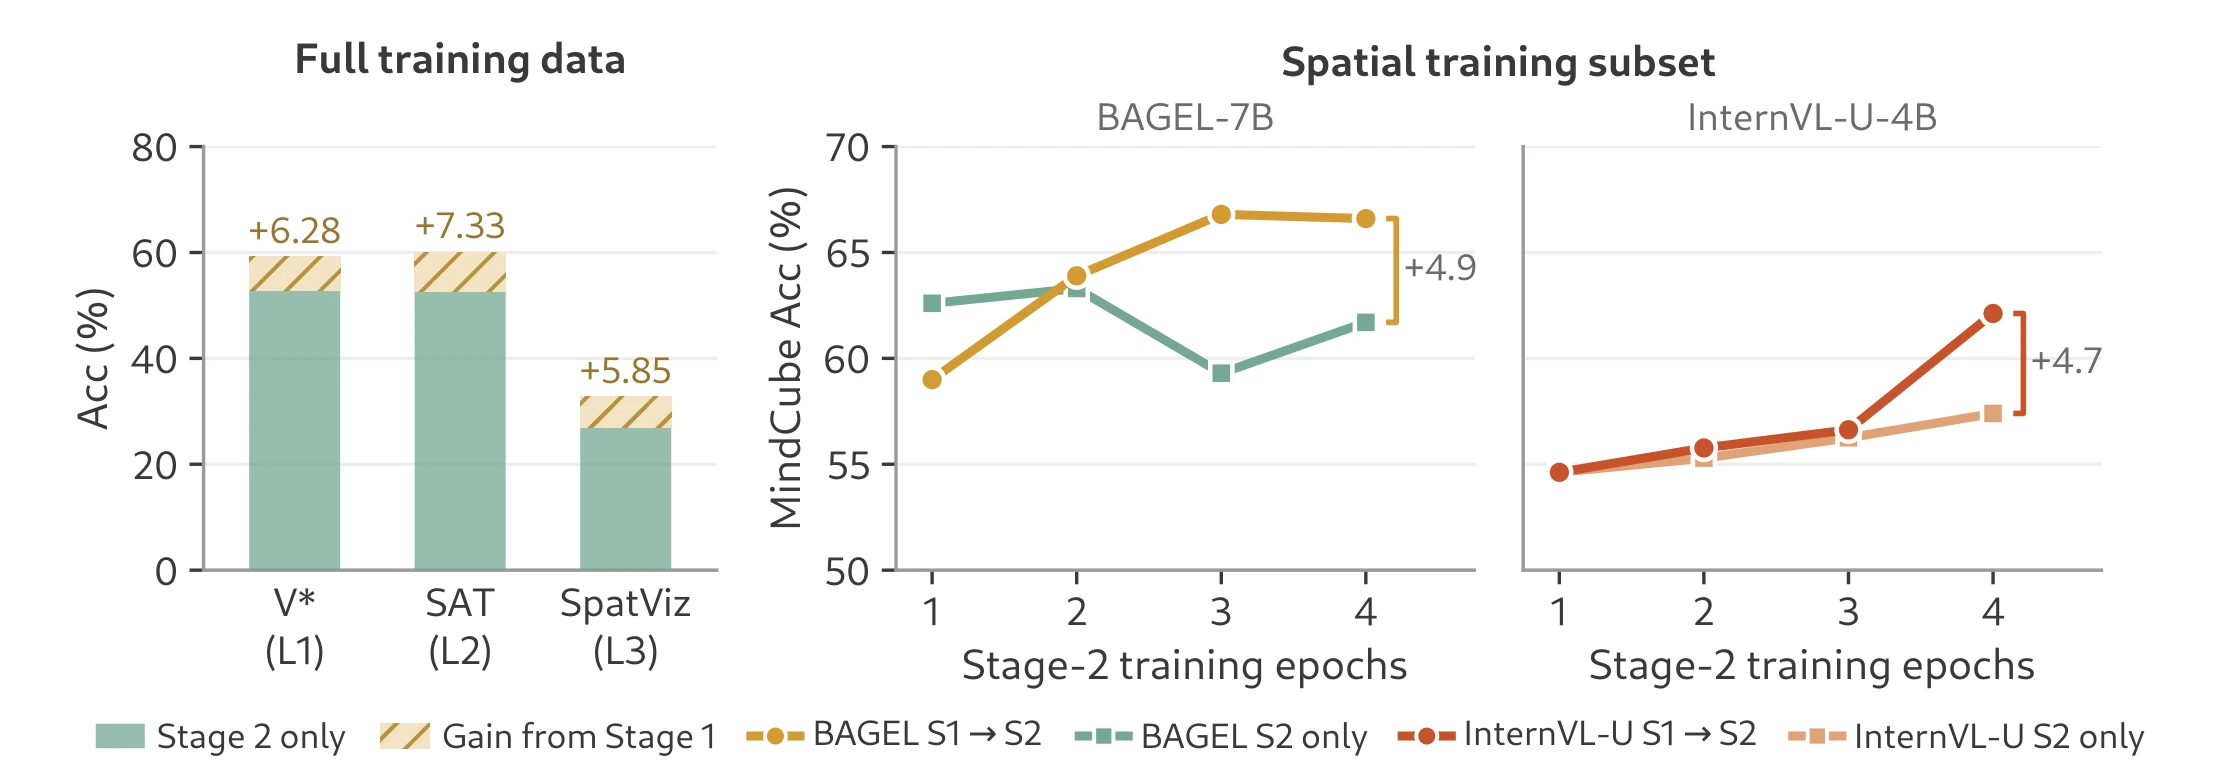 Full training data
Spatial training subset
BAGEL-7B
InternVL-U-4B
Acc (%)
80
60
40
20
0
+6.28
+7.33
+5.85
V*
(L1)
SAT
(L2)
SpatViz
(L3)
MindCube Acc (%)
70
65
60
55
50
+4.9
1 2 3 4
Stage-2 training epochs
+4.7
1 2 3 4
Stage-2 training epochs
Stage 2 only Gain from Stage 1 BAGEL S1 → S2 BAGEL S2 only InternVL-U S1 → S2 InternVL-U S2 only